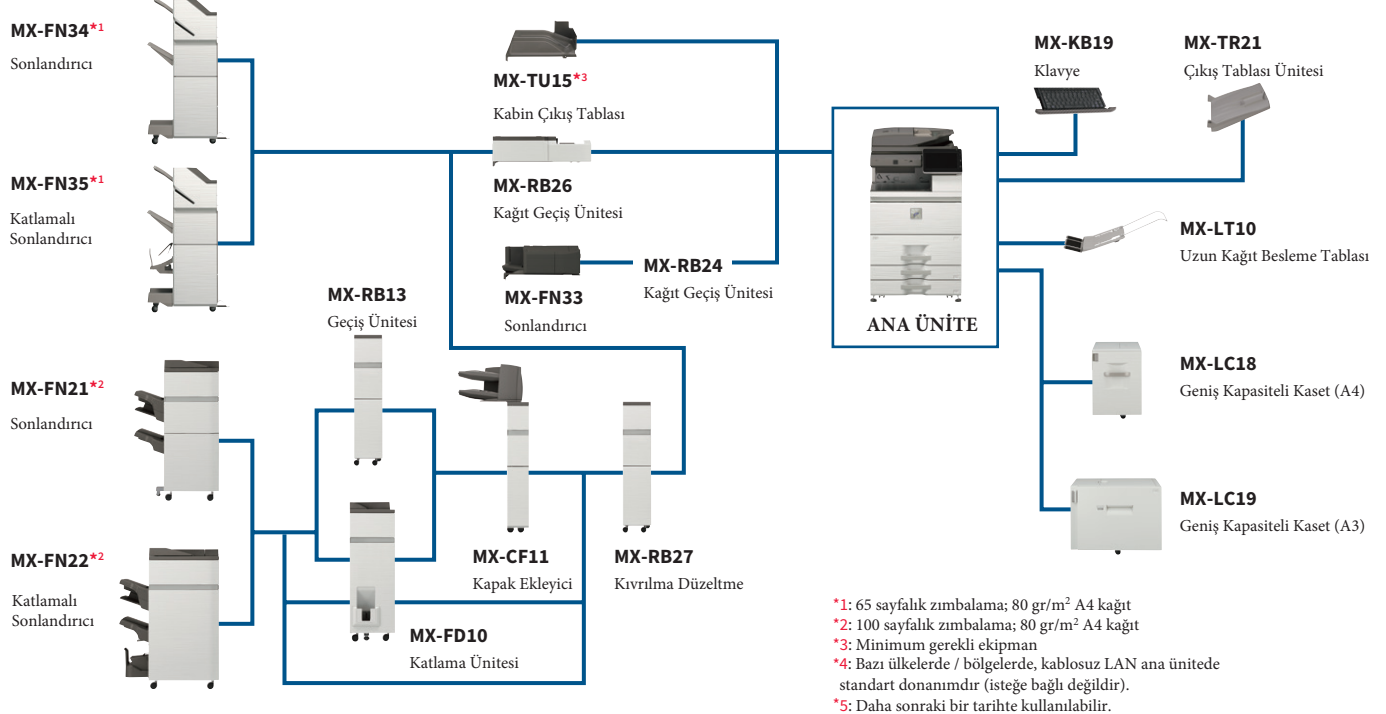 MX-FN34*1
Sonlandırıcı
MX-FN35*1
Katlamalı
Sonlandırıcı
MX-TU15*3
Kabin Çıkış Tablası
MX-RB26
Kağıt Geçiş Ünitesi
MX-FN33
Sonlandırıcı
MX-RB24
Kağıt Geçiş Ünitesi
ANA ÜNİTE
MX-KB19
Klavye
MX-TR21
Çıkış Tablası Ünitesi
MX-LT10
Uzun Kağıt Besleme Tablası
MX-LC18
Geniş Kapasiteli Kaset (A4)
MX-LC19
Geniş Kapasiteli Kaset (A3)
MX-RB13
Geçiş Ünitesi
MX-FN21*2
Sonlandırıcı
MX-FN22*2
Katlamalı
Sonlandırıcı
MX-FD10
Katlama Ünitesi
MX-CF11
Kapak Ekleyici
MX-RB27
Kıvrılma Düzeltme
*1: 65 sayfalık zımbalama; 80 gr/m² A4 kağıt
*2: 100 sayfalık zımbalama; 80 gr/m² A4 kağıt
*3: Minimum gerekli ekipman
*4: Bazı ülkelerde / bölgelerde, kablosuz LAN ana ünitede
standart donanımdır (isteğe bağlı değildir).
*5: Daha sonraki bir tarihte kullanılabilir.